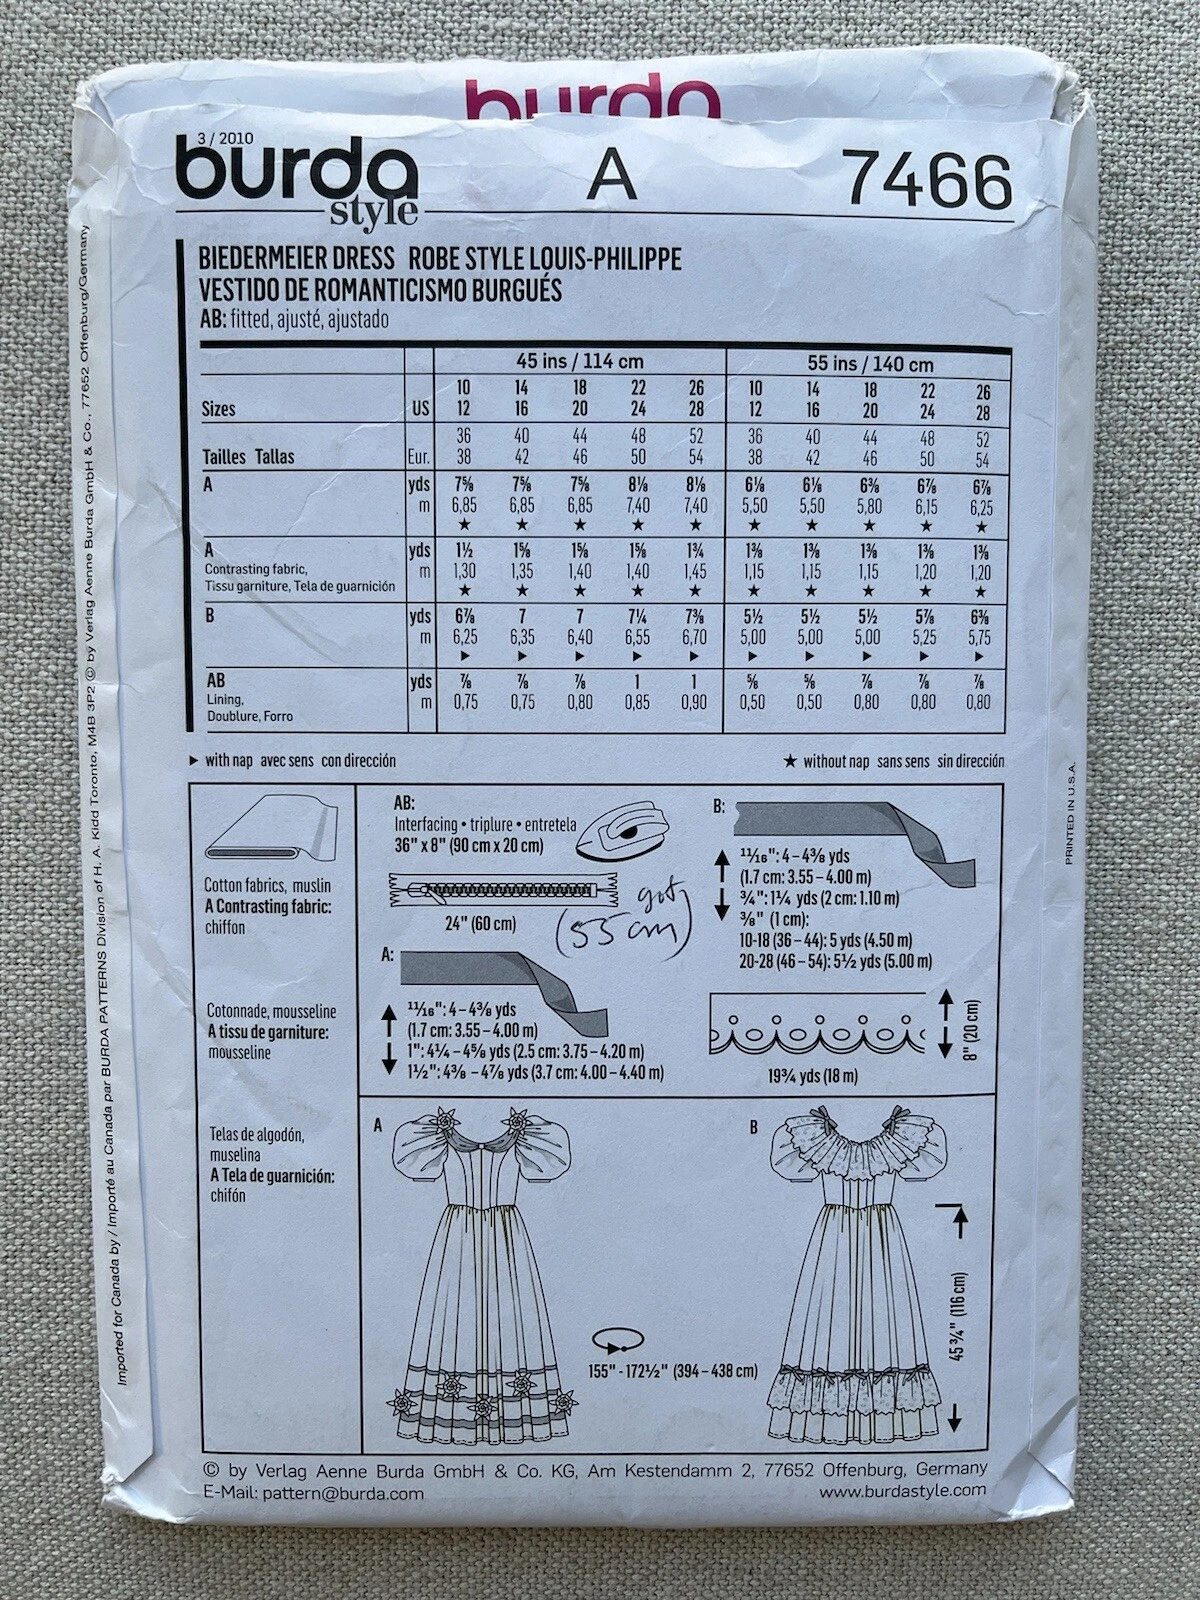 burda
3 / 2010
burda
style
A
7466
BIEDERMEIER DRESS ROBE STYLE LOUIS-PHILIPPE
VESTIDO DE ROMANTICISMO BURGUÉS
AB: fitted, ajusté, ajustado
45 ins / 114 cm 55 ins / 140 cm
10 14 18 22 26 10 14 18 22 26
Sizes US 12 16 20 24 28 12 16 20 24 28
36 40 44 48 52 36 40 44 48 52
Tailles Tallas Eur. 38 42 46 50 54 38 42 46 50 54
A yds 7⅝ 7⅝ 7⅝ 8⅛ 8⅛ 6⅛ 6⅛ 6⅜ 6⅞ 6⅞
m 6,85 6,85 6,85 7,40 7,40 5,50 5,50 5,80 6,15 6,25
★ ★ ★ ★ ★ ★ ★ ★ ★ ★
A yds 1½ 1⅝ 1⅝ 1⅝ 1¾ 1⅜ 1⅜ 1⅜ 1⅜ 1⅜
Contrasting fabric, m 1,30 1,35 1,40 1,40 1,45 1,15 1,15 1,15 1,20 1,20
Tissu garniture, Tela de guarnición ★ ★ ★ ★ ★ ★ ★ ★ ★ ★
B yds 6⅞ 7 7 7¼ 7⅜ 5½ 5½ 5½ 5⅞ 6⅜
m 6,25 6,35 6,40 6,55 6,70 5,00 5,00 5,00 5,25 5,75
► ► ► ► ► ► ► ► ► ►
AB yds ⅞ ⅞ ⅞ 1 1 ⅝ ⅝ ⅞ ⅞ ⅞
Lining, m 0,75 0,75 0,80 0,85 0,90 0,50 0,50 0,80 0,80 0,80
Doublure, Forro
► with nap avec sens con dirección
★ without nap sans sens sin dirección
Cotton fabrics, muslin
A Contrasting fabric:
chiffon
Cotonnade, mousseline
A tissu de garniture:
mousseline
Telas de algodón,
muselina
A Tela de guarnición:
chifón
AB:
Interfacing • triplure • entretela
36" x 8" (90 cm x 20 cm)
24" (60 cm)
got
(55 cm)
A:
11/16": 4 – 4⅜ yds
(1.7 cm: 3.55 – 4.00 m)
1": 4¼ – 4⅝ yds (2.5 cm: 3.75 – 4.20 m)
1½": 4⅜ – 4⅞ yds (3.7 cm: 4.00 – 4.40 m)
B:
11/16": 4 – 4⅜ yds
(1.7 cm: 3.55 – 4.00 m)
¾": 1¼ yds (2 cm: 1.10 m)
⅜" (1 cm):
10-18 (36 – 44): 5 yds (4.50 m)
20-28 (46 – 54): 5½ yds (5.00 m)
8" (20 cm)
19¾ yds (18 m)
A
B
155" - 172½" (394 – 438 cm)
45¾" (116 cm)
© by Verlag Aenne Burda GmbH & Co. KG, Am Kestendamm 2, 77652 Offenburg, Germany
E-Mail: pattern@burda.com
www.burdastyle.com
Imported for Canada by / Importé au Canada par BURDA PATTERNS Division of H. A. Kidd Toronto, M4B 3P2 © by Verlag Aenne Burda GmbH & Co., 77652 Offenburg/Germany
PRINTED IN U.S.A.